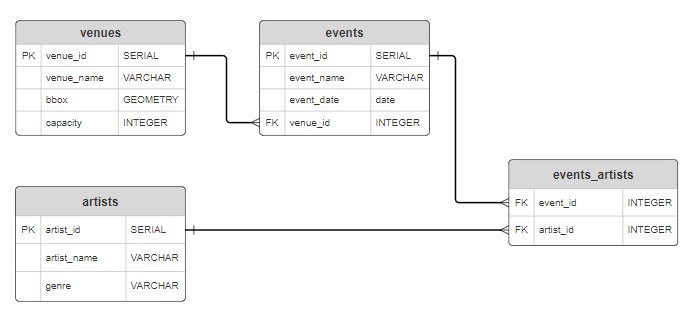 venues
PK venue_id SERIAL
venue_name VARCHAR
bbox GEOMETRY
capacity INTEGER
events
PK event_id SERIAL
event_name VARCHAR
event_date date
FK venue_id INTEGER
artists
PK artist_id SERIAL
artist_name VARCHAR
genre VARCHAR
events_artists
FK event_id INTEGER
FK artist_id INTEGER